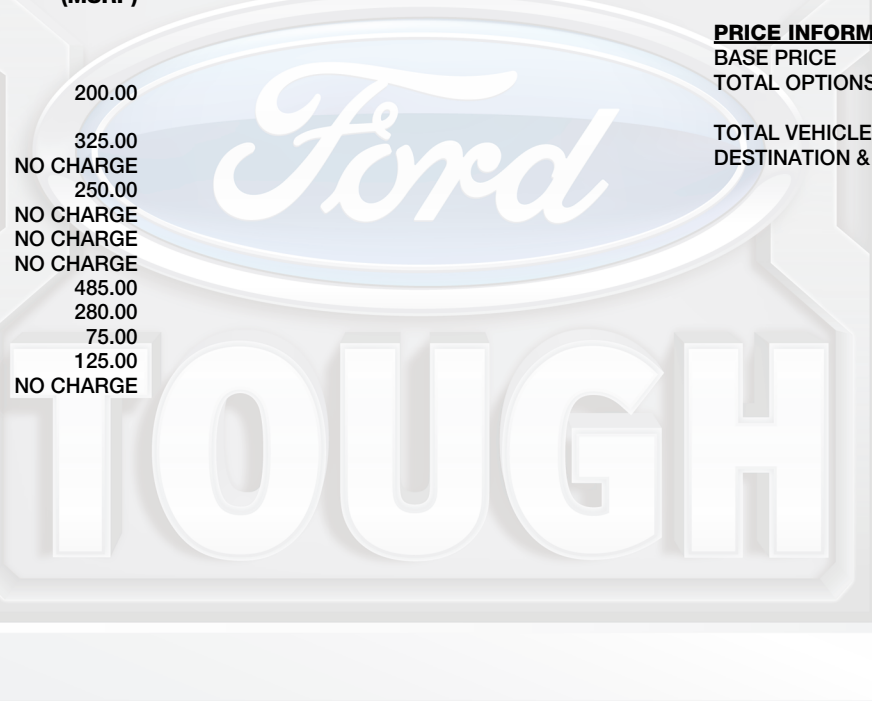 (MSRP)
200.00
325.00
NO CHARGE
250.00
NO CHARGE
NO CHARGE
NO CHARGE
485.00
280.00
75.00
125.00
NO CHARGE
PRICE INFORM
BASE PRICE
TOTAL OPTIONS
TOTAL VEHICLE
DESTINATION &
Ford
TOUGH